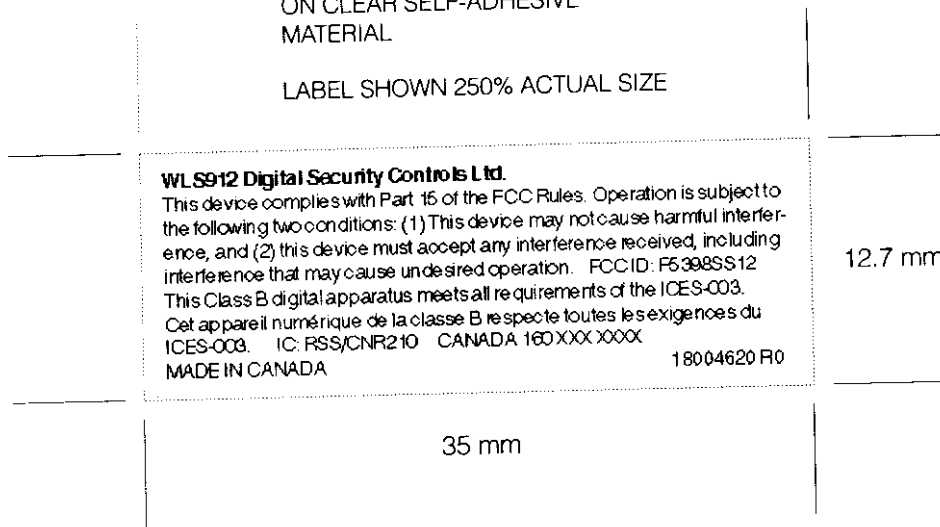 ON CLEAR SELF-ADHESIVE
MATERIAL
LABEL SHOWN 250% ACTUAL SIZE
WLS912 Digital Security Controls Ltd.
This device complies with Part 15 of the FCC Rules. Operation is subject to
the following two conditions: (1) This device may not cause harmful interfer-
ence, and (2) this device must accept any interference received, including
interference that may cause undesired operation. FCC ID: F5398SS12
This Class B digital apparatus meets all requirements of the ICES-003.
Cet appareil numérique de la classe B respecte toutes les exigences du
ICES-003. IC: RSS/CNR210 CANADA 160 XXX XXXX
MADE IN CANADA 18004620 R0
12.7 mm
35 mm